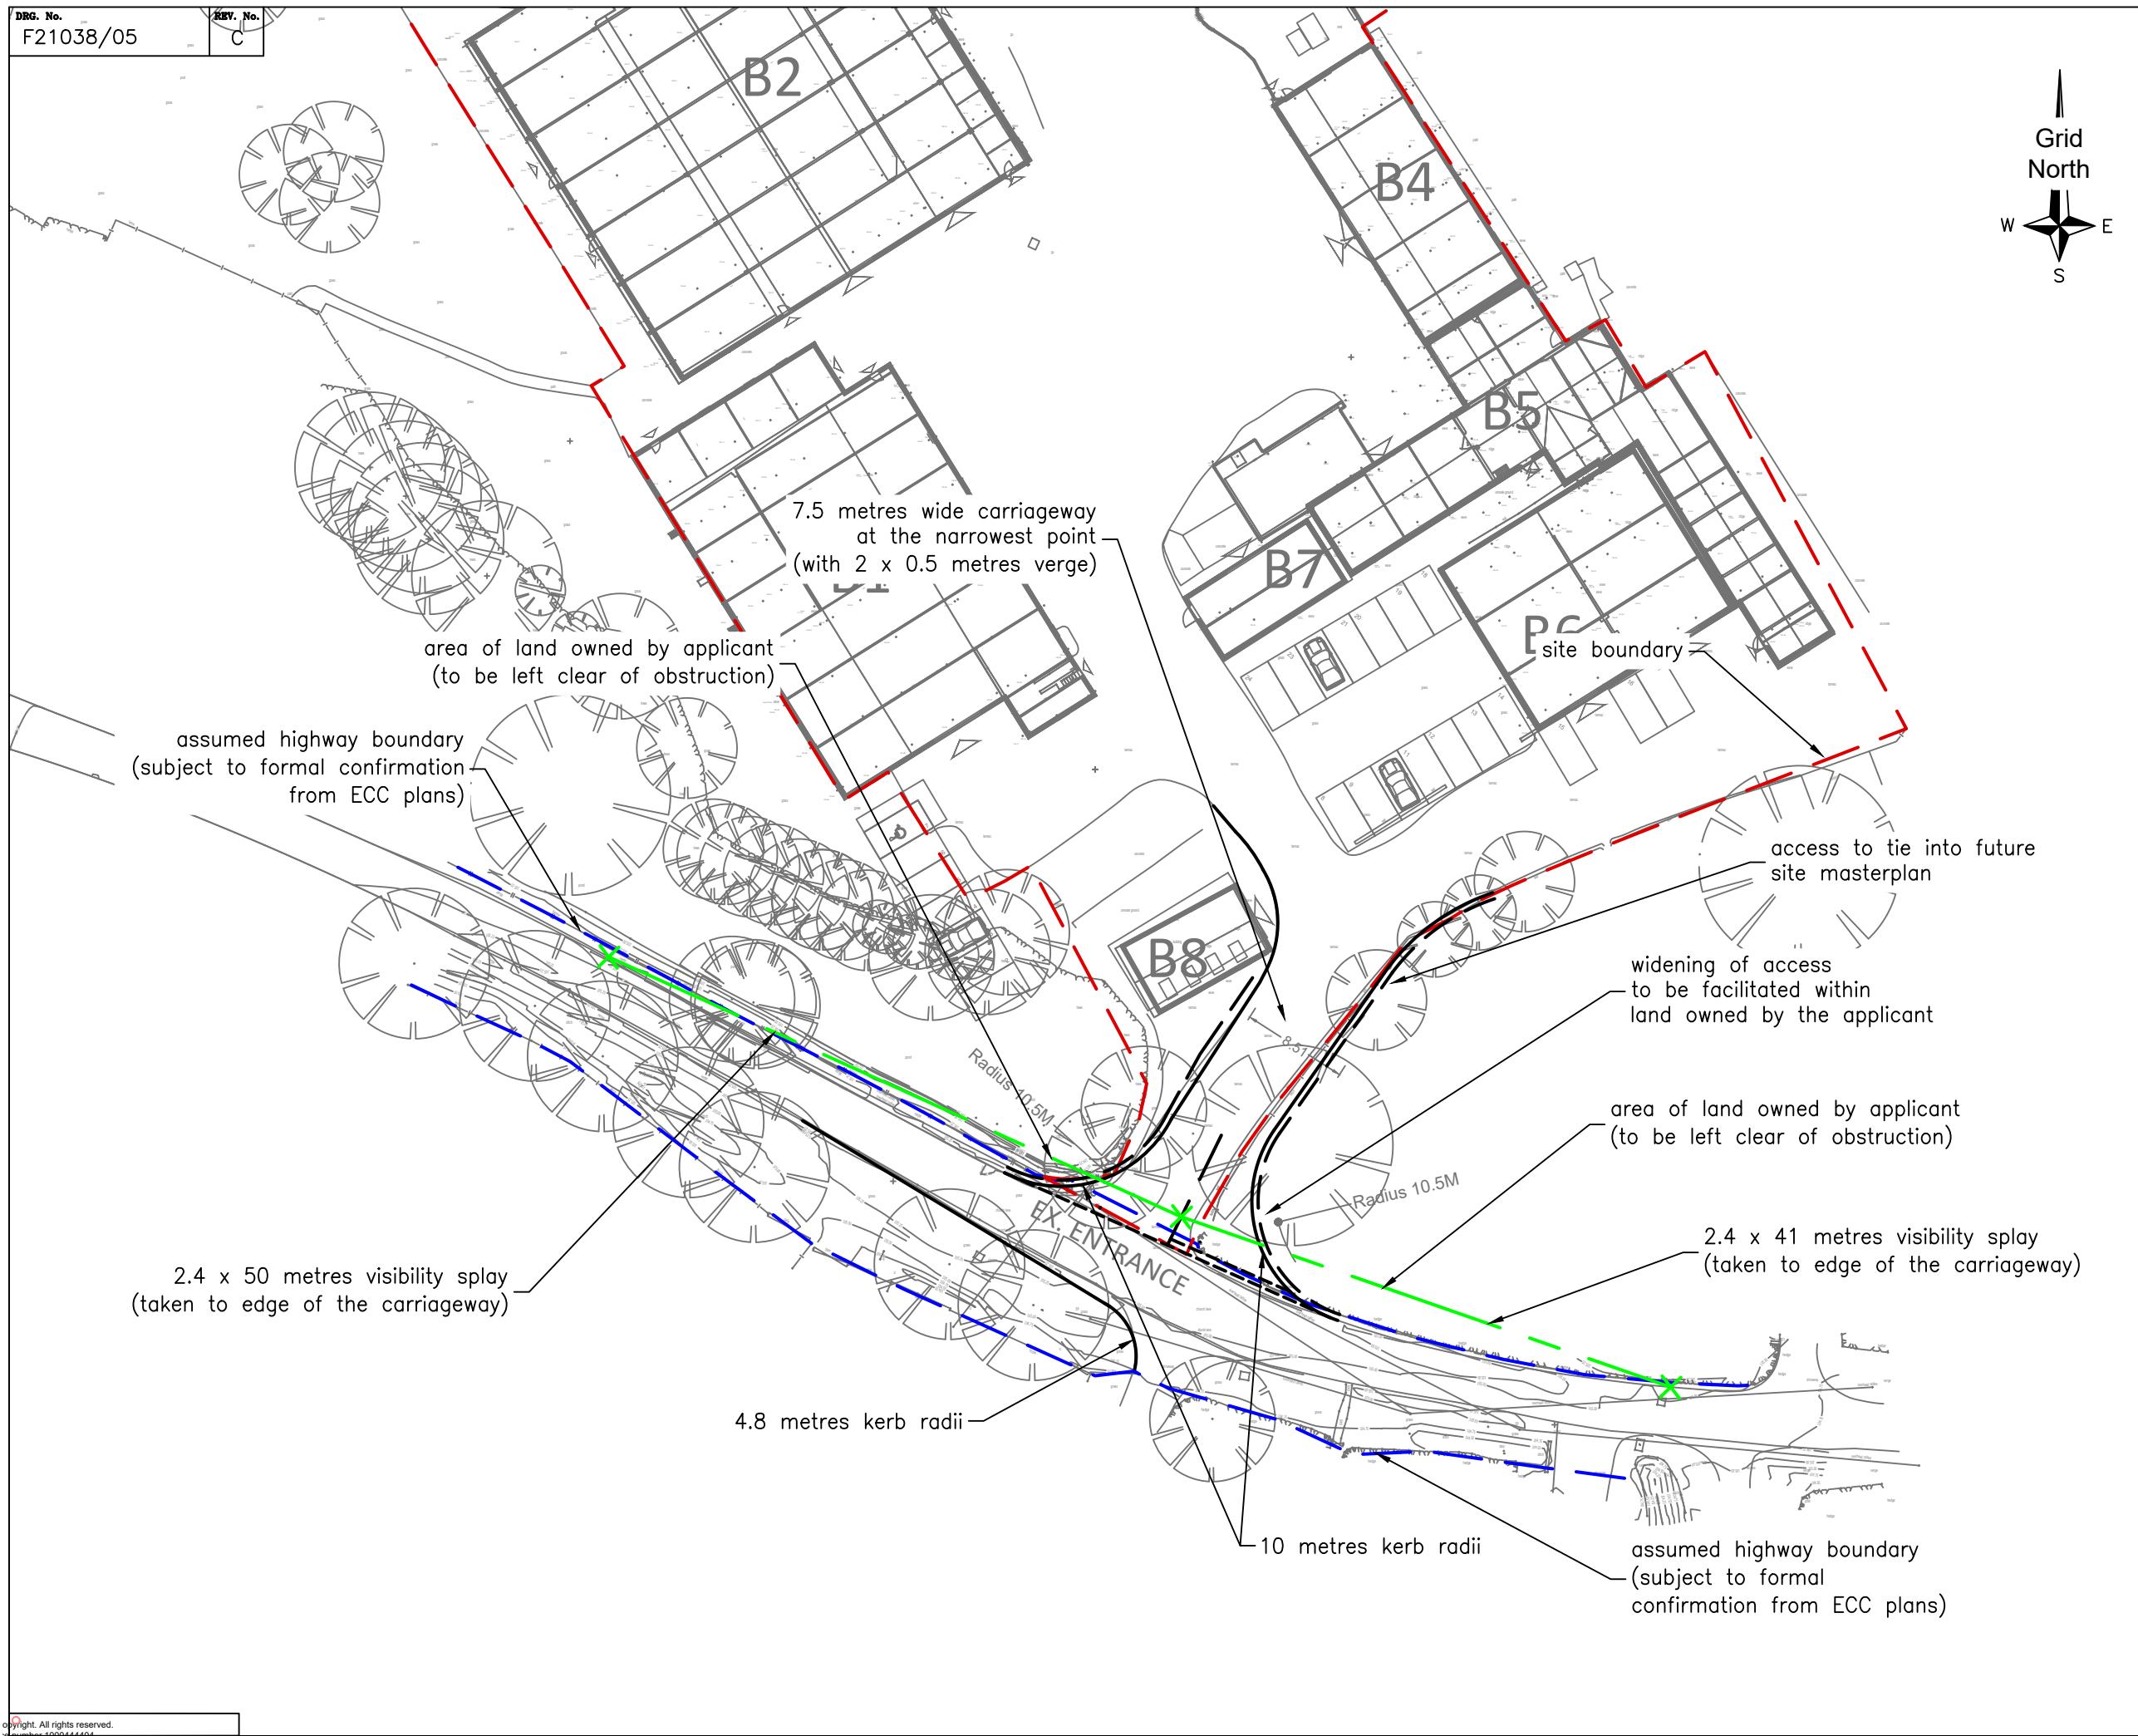 DRG. No.
F21038/05
REV. No.
C
B2
B4
Grid
North
W
E
S
B5
7.5 metres wide carriageway
at the narrowest point
(with 2 x 0.5 metres verge)
B7
B1
B6
area of land owned by applicant
(to be left clear of obstruction)
site boundary
assumed highway boundary
(subject to formal confirmation
from ECC plans)
access to tie into future
site masterplan
B8
widening of access
to be facilitated within
land owned by the applicant
8.51
Radius 10.5M
area of land owned by applicant
(to be left clear of obstruction)
Radius 10.5M
EX. ENTRANCE
2.4 x 41 metres visibility splay
(taken to edge of the carriageway)
2.4 x 50 metres visibility splay
(taken to edge of the carriageway)
4.8 metres kerb radii
10 metres kerb radii
assumed highway boundary
(subject to formal
confirmation from ECC plans)
opyright. All rights reserved.
number 1000444404